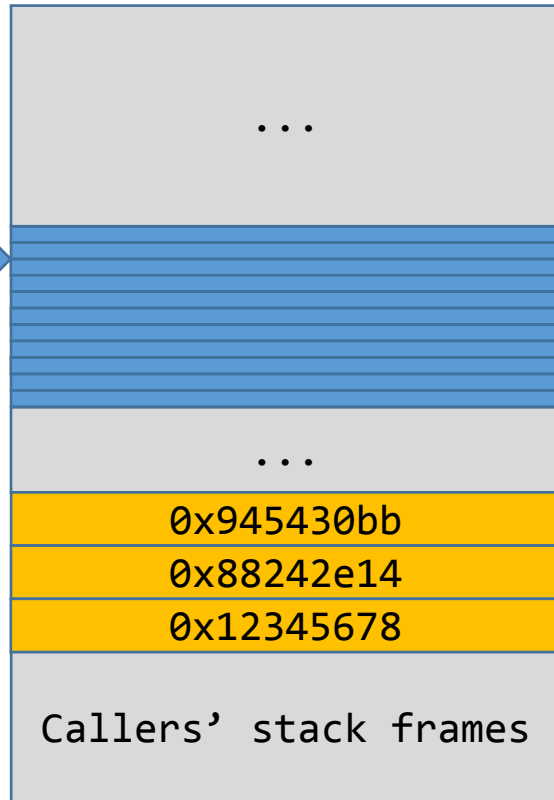 ...
...
0x945430bb
0x88242e14
0x12345678
Callers’ stack frames